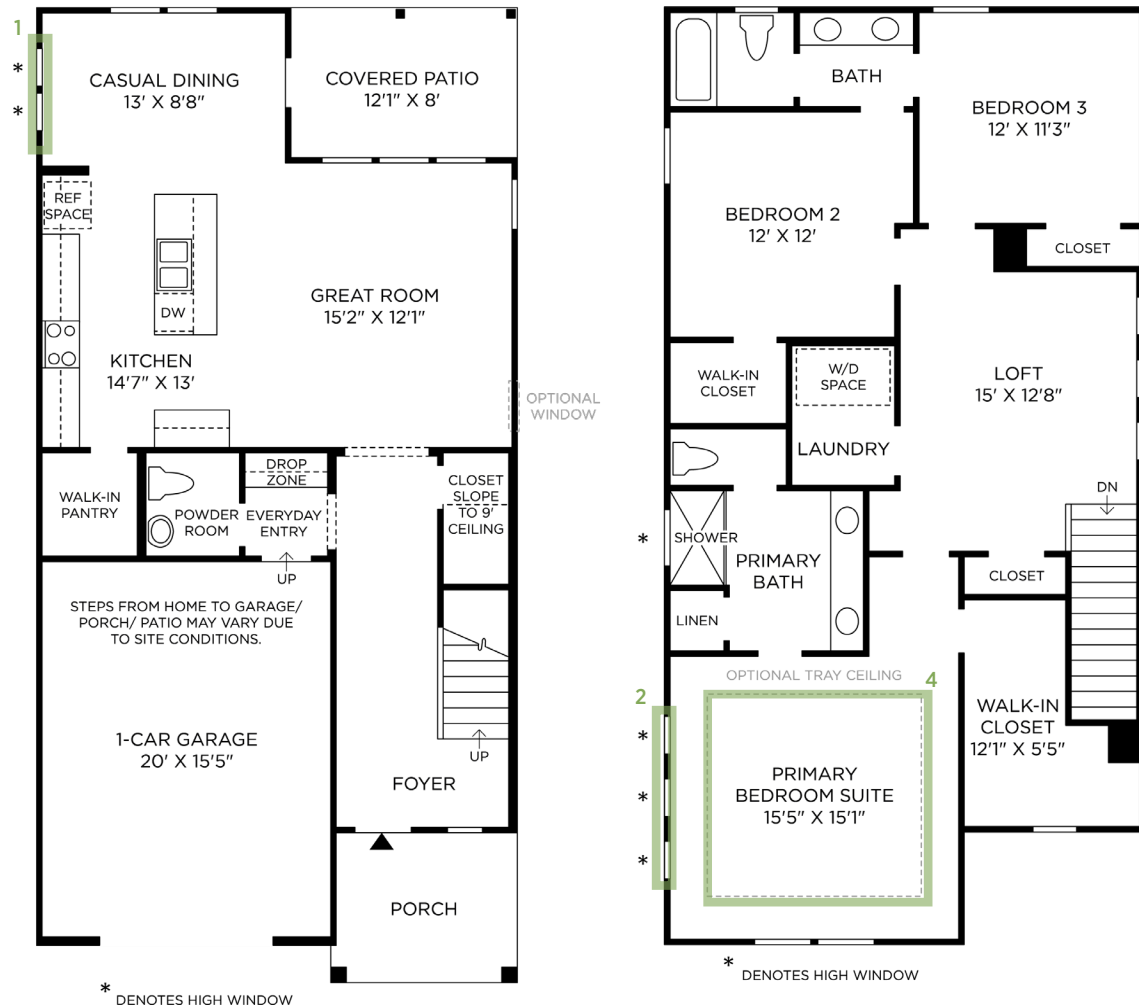 1
*
*
CASUAL DINING
13' X 8'8"
COVERED PATIO
12'1" X 8'
REF
SPACE
DW
GREAT ROOM
15'2" X 12'1"
KITCHEN
14'7" X 13'
OPTIONAL
WINDOW
WALK-IN
PANTRY
POWDER
ROOM
DROP
ZONE
EVERYDAY
ENTRY
CLOSET
SLOPE
TO 9'
CEILING
UP
STEPS FROM HOME TO GARAGE/
PORCH/ PATIO MAY VARY DUE
TO SITE CONDITIONS.
1-CAR GARAGE
20' X 15'5"
UP
FOYER
PORCH
* DENOTES HIGH WINDOW
BATH
BEDROOM 3
12' X 11'3"
BEDROOM 2
12' X 12'
CLOSET
WALK-IN
CLOSET
W/D
SPACE
LOFT
15' X 12'8"
LAUNDRY
DN
*
SHOWER
PRIMARY
BATH
CLOSET
LINEN
OPTIONAL TRAY CEILING
4
2
*
*
*
WALK-IN
CLOSET
12'1" X 5'5"
PRIMARY
BEDROOM SUITE
15'5" X 15'1"
* DENOTES HIGH WINDOW